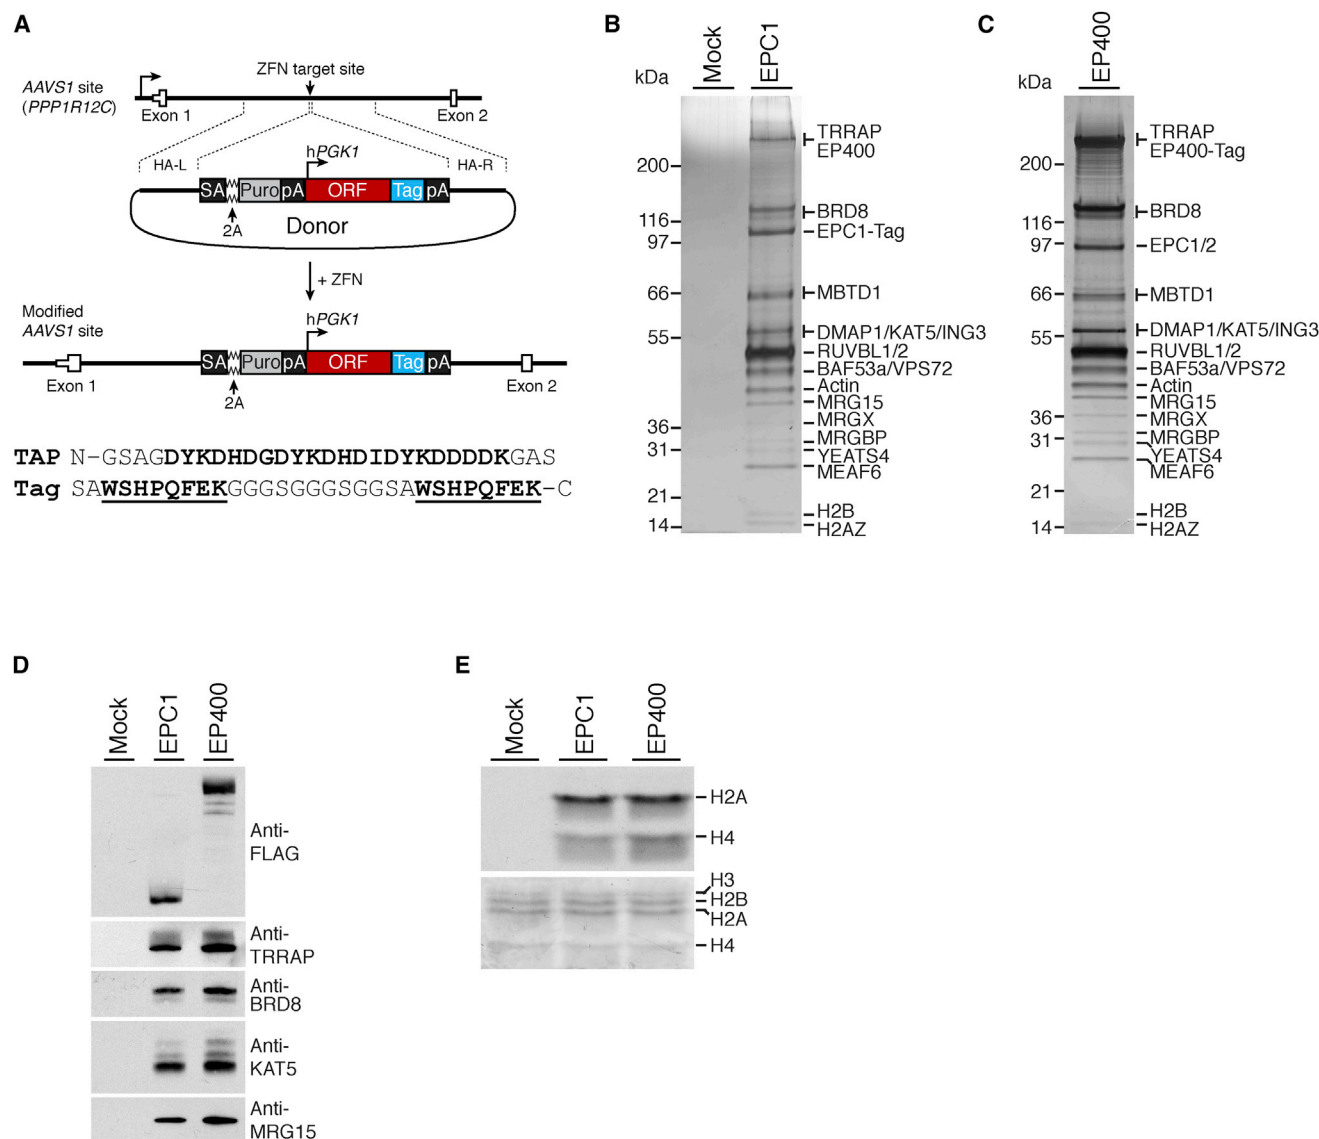 A
ZFN target site
AAVS1 site
(PPP1R12C)
Exon 1
Exon 2
hPGK1
HA-L
HA-R
SA
Puro
pA
ORF
Tag
pA
2A
Donor
+ ZFN
Modified
AAVS1 site
hPGK1
SA
Puro
pA
ORF
Tag
pA
Exon 1
Exon 2
2A
TAP N-GSAGDYKDHDGDYKDHDIDYKDDDDKGAS
Tag SAWSHPQFEKGGGSGGGSGGSAWSHPQFEK-C
B
Mock
EPC1
kDa
200
116
97
66
55
36
31
21
14
TRRAP
EP400
BRD8
EPC1-Tag
MBTD1
DMAP1/KAT5/ING3
RUVBL1/2
BAF53a/VPS72
Actin
MRG15
MRGX
MRGBP
YEATS4
MEAF6
H2B
H2AZ
C
EP400
kDa
200
116
97
66
55
36
31
21
14
TRRAP
EP400-Tag
BRD8
EPC1/2
MBTD1
DMAP1/KAT5/ING3
RUVBL1/2
BAF53a/VPS72
Actin
MRG15
MRGX
MRGBP
YEATS4
MEAF6
H2B
H2AZ
D
Mock
EPC1
EP400
Anti-
FLAG
Anti-
TRRAP
Anti-
BRD8
Anti-
KAT5
Anti-
MRG15
E
Mock
EPC1
EP400
H2A
H4
H3
H2B
H2A
H4